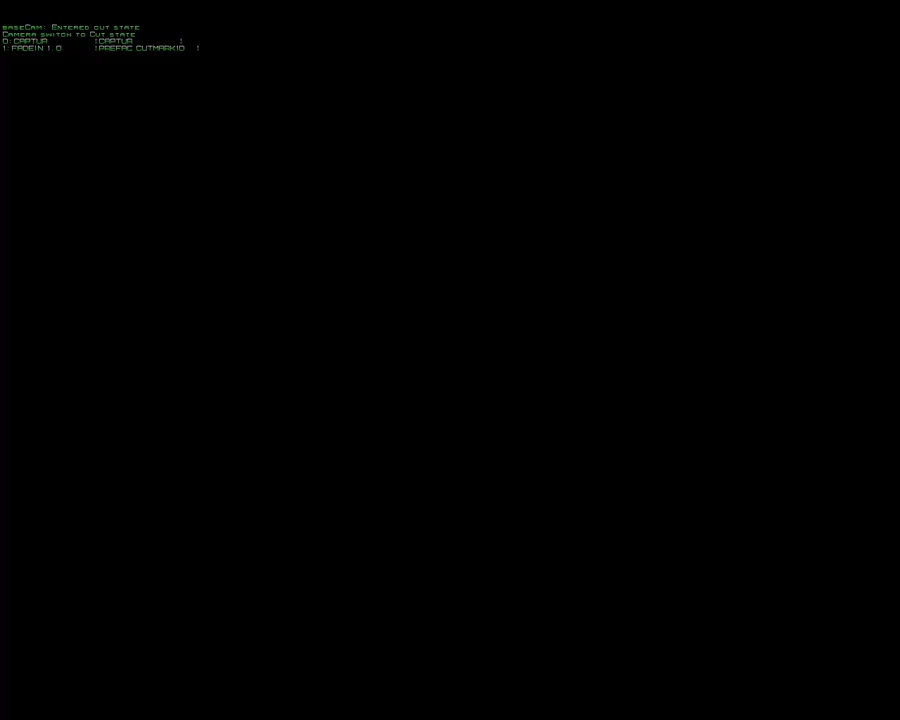 baseCam: Entered cut state
Camera switch to Cut state
0: CAPTUR !CAPTUR !
1: FADEIN 1.0 !PREFAC CUTMARK10 !